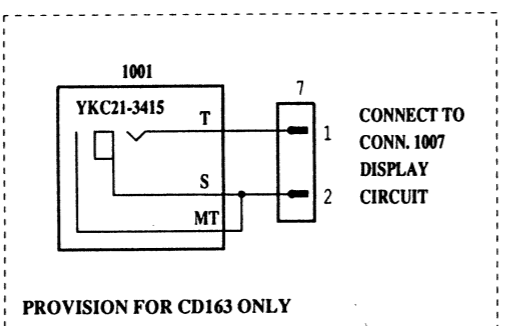 1001
YKC21-3415
T
S
MT
7
1
2
CONNECT TO
CONN. 1007
DISPLAY
CIRCUIT
PROVISION FOR CD163 ONLY